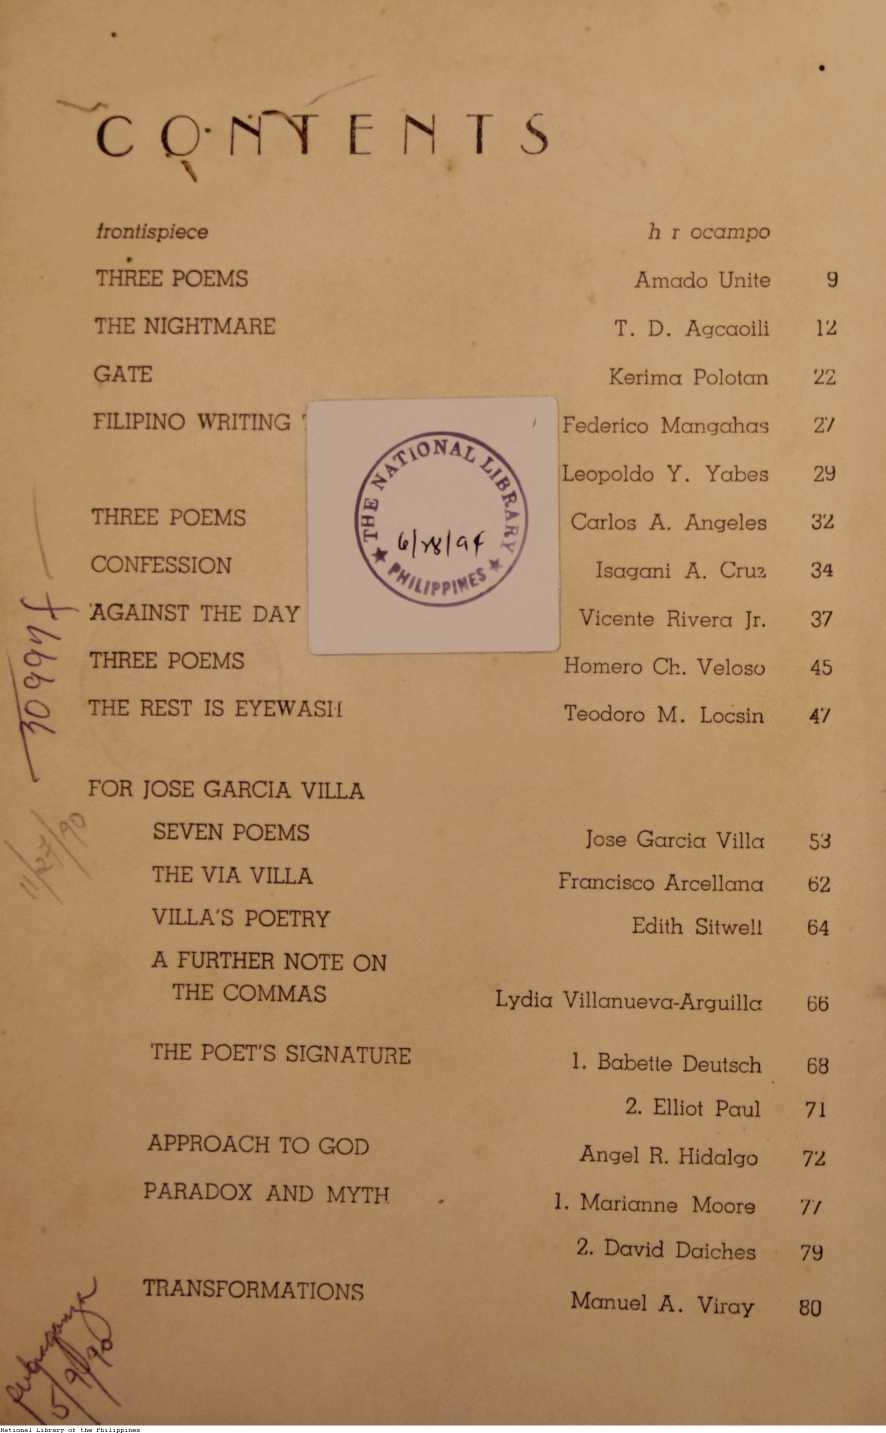 CONTENTS
frontispiece h r ocampo
THREE POEMS Amado Unite 9
THE NIGHTMARE T. D. Agcaoili 12
GATE Kerima Polotan 22
FILIPINO WRITING Federico Mangahas 27
Leopoldo Y. Yabes 29
THREE POEMS Carlos A. Angeles 32
CONFESSION Isagani A. Cruz 34
AGAINST THE DAY Vicente Rivera Jr. 37
THREE POEMS Homero Ch. Veloso 45
THE REST IS EYEWASH Teodoro M. Locsin 47
THE NATIONAL LIBRARY
PHILIPPINES
FOR JOSE GARCIA VILLA
SEVEN POEMS Jose Garcia Villa 53
THE VIA VILLA Francisco Arcellana 62
VILLA'S POETRY Edith Sitwell 64
A FURTHER NOTE ON
THE COMMAS Lydia Villanueva-Arguilla 66
THE POET'S SIGNATURE 1. Babette Deutsch 68
2. Elliot Paul 71
APPROACH TO GOD Angel R. Hidalgo 72
PARADOX AND MYTH 1. Marianne Moore 77
2. David Daiches 79
TRANSFORMATIONS Manuel A. Viray 80
National Library of the Philippines